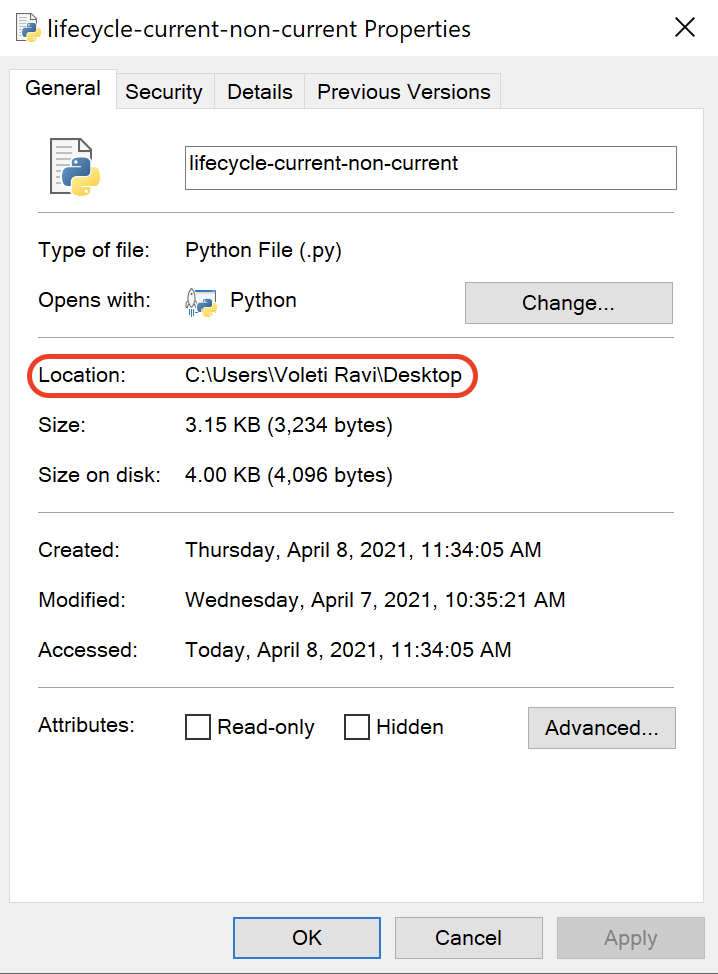 lifecycle-current-non-current Properties
General Security Details Previous Versions
lifecycle-current-non-current
Type of file: Python File (.py)
Opens with: Python Change...
Location: C:\Users\Voleti Ravi\Desktop
Size: 3.15 KB (3,234 bytes)
Size on disk: 4.00 KB (4,096 bytes)
Created: Thursday, April 8, 2021, 11:34:05 AM
Modified: Wednesday, April 7, 2021, 10:35:21 AM
Accessed: Today, April 8, 2021, 11:34:05 AM
Attributes: Read-only Hidden Advanced...
OK Cancel Apply